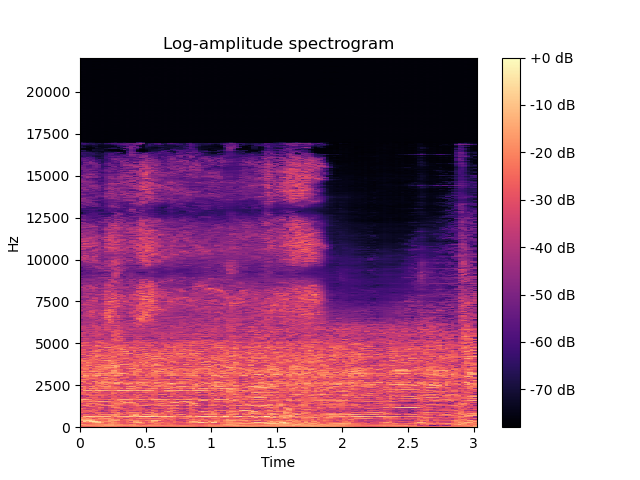 Log-amplitude spectrogram
Hz
20000
17500
15000
12500
10000
7500
5000
2500
0
0 0.5 1 1.5 2 2.5 3
Time
+0 dB
-10 dB
-20 dB
-30 dB
-40 dB
-50 dB
-60 dB
-70 dB